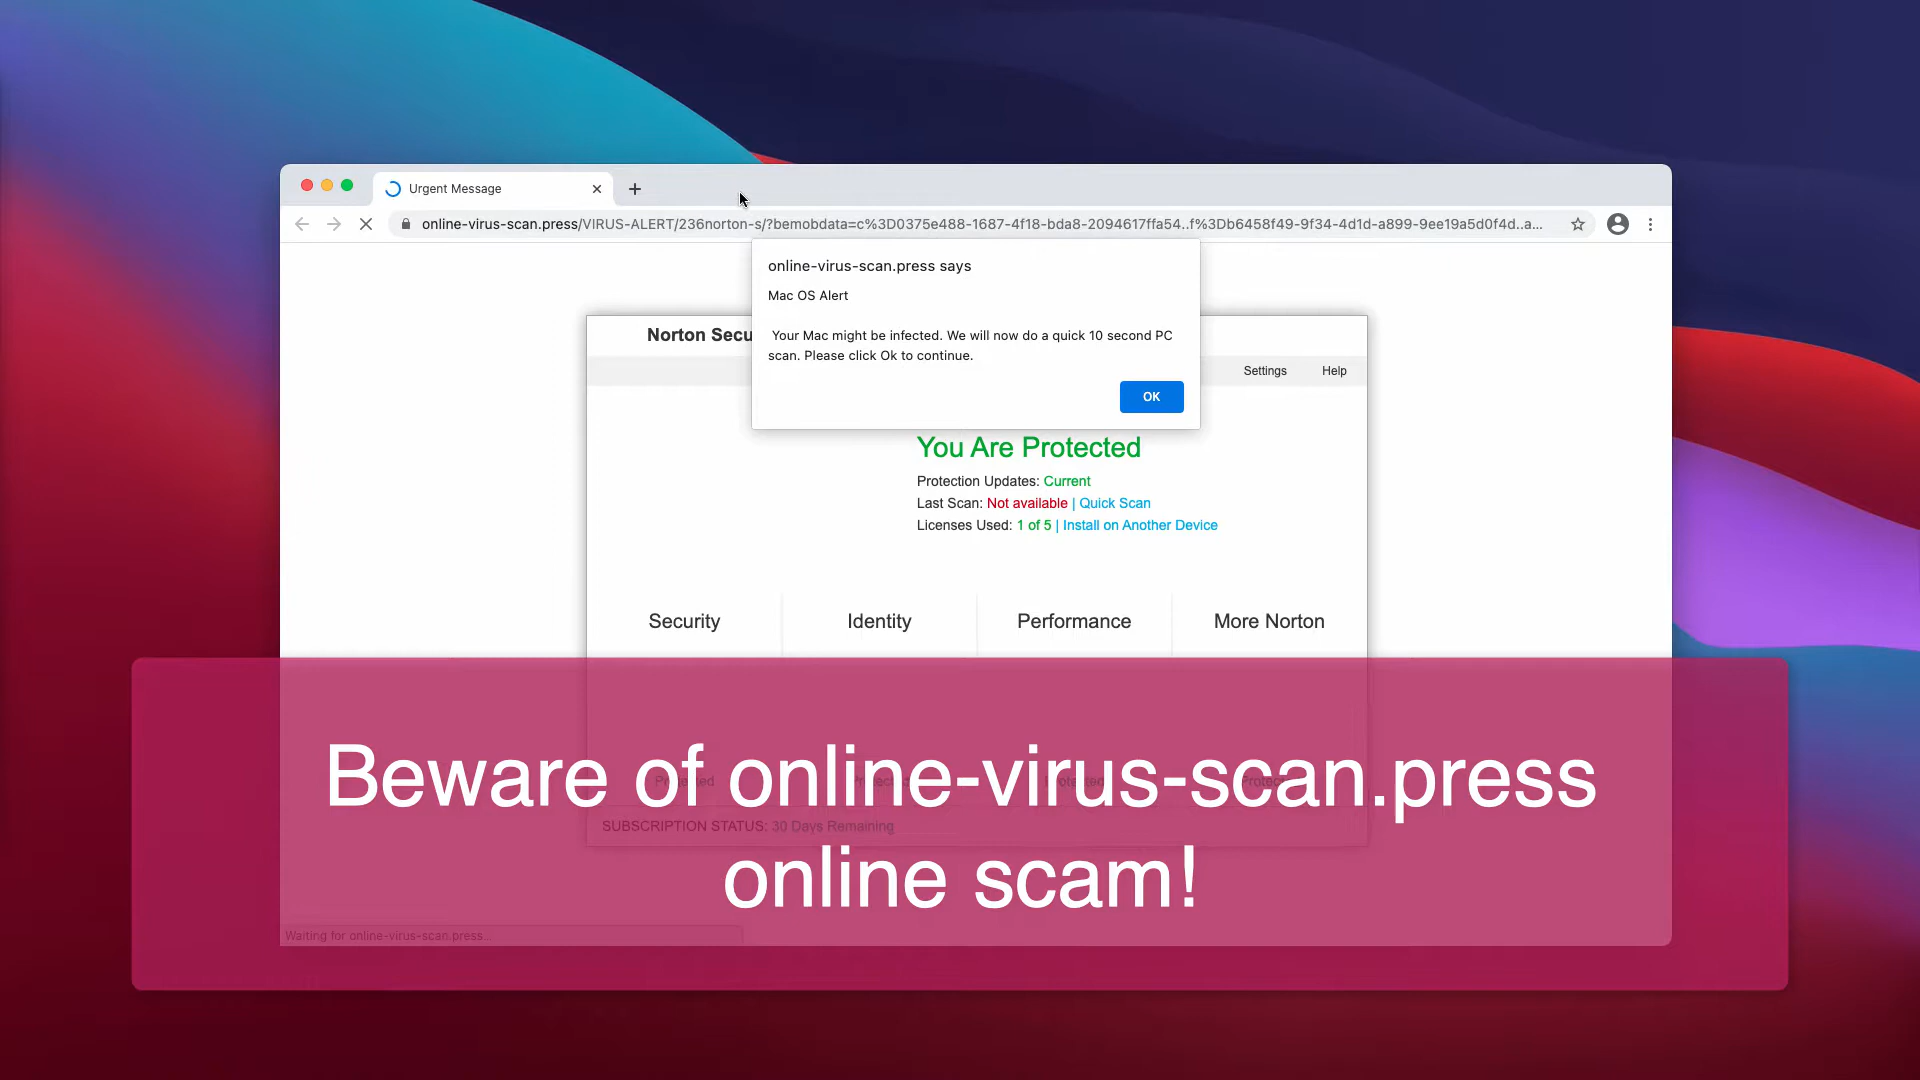 Urgent Message
online-virus-scan.press/VIRUS-ALERT/236norton-s/?bemobdata=c%3D0375e488-1687-4f18-bda8-2094617ffa54..f%3Db6458f49-9f34-4d1d-a899-9ee19a5d0f4d..a...
online-virus-scan.press says
Mac OS Alert
Your Mac might be infected. We will now do a quick 10 second PC
scan. Please click Ok to continue.
OK
Norton Secu
Settings Help
You Are Protected
Protection Updates: Current
Last Scan: Not available | Quick Scan
Licenses Used: 1 of 5 | Install on Another Device
Security Identity Performance More Norton
Beware of online-virus-scan.press
online scam!
SUBSCRIPTION STATUS: 30 Days Remaining
Waiting for online-virus-scan.press...